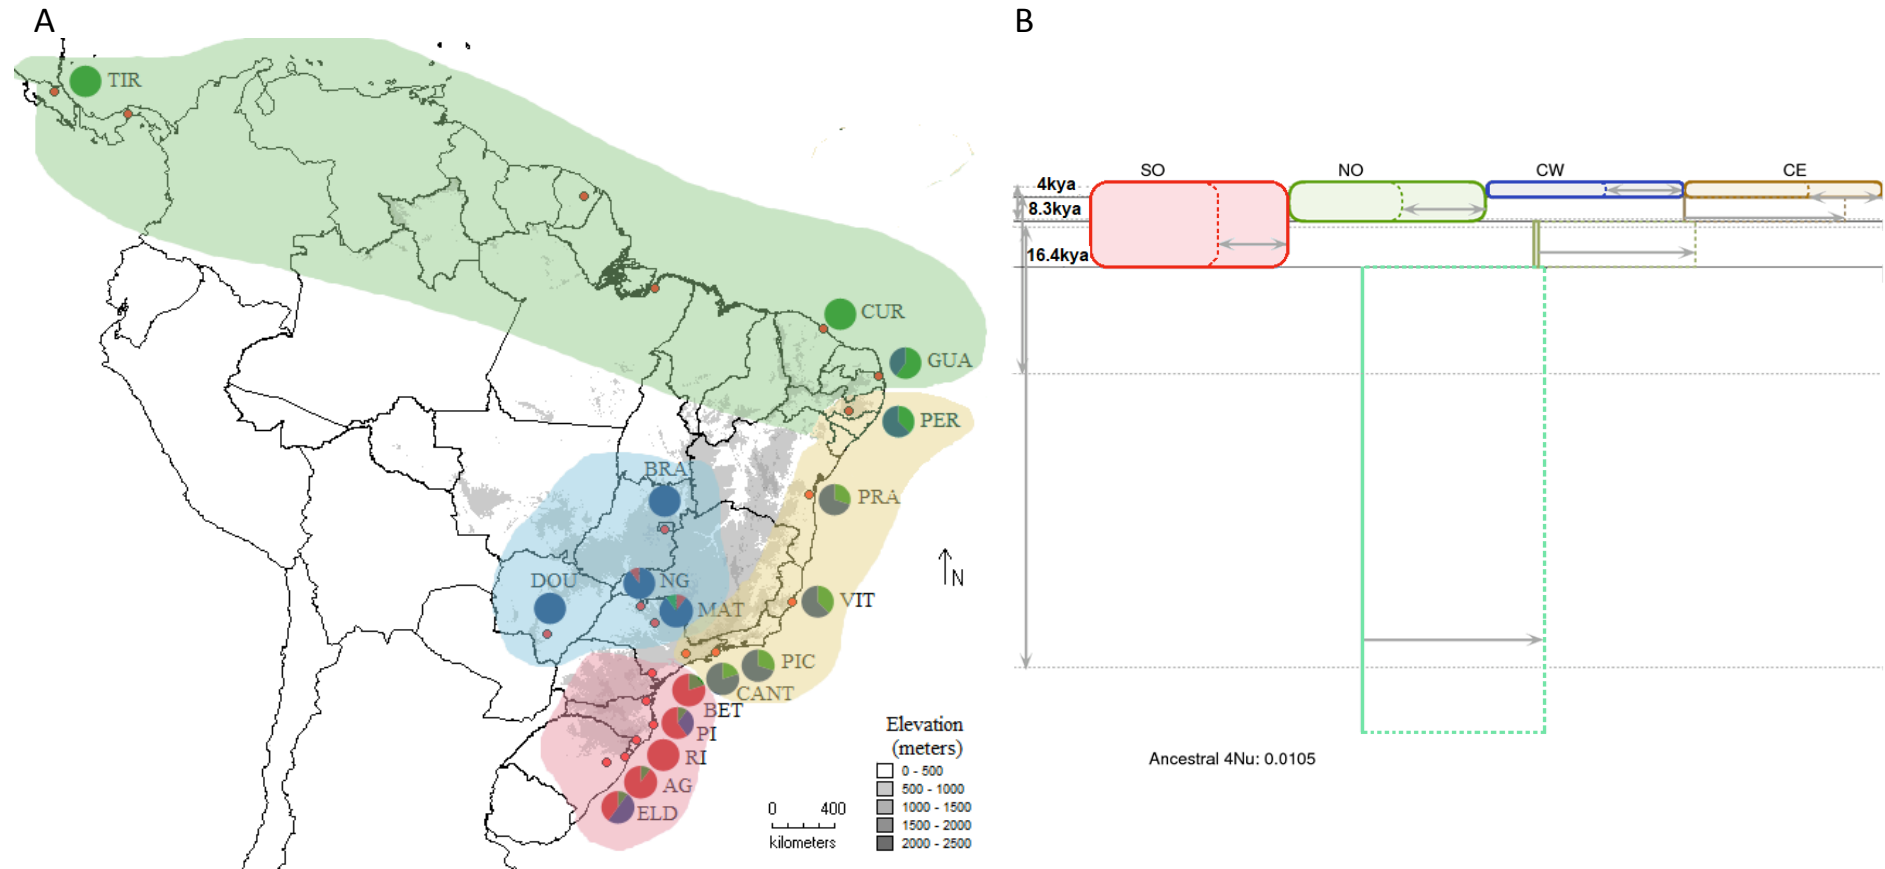 A
B
TIR
CUR
GUA
PER
BRA
PRA
DOU
NG
MAT
VIT
PIC
CANT
BET
PI
RI
AG
ELD
N
Elevation
(meters)
0 - 500
500 - 1000
1000 - 1500
1500 - 2000
2000 - 2500
0 400
kilometers
SO NO CW CE
4kya
8.3kya
16.4kya
Ancestral 4Nu: 0.0105